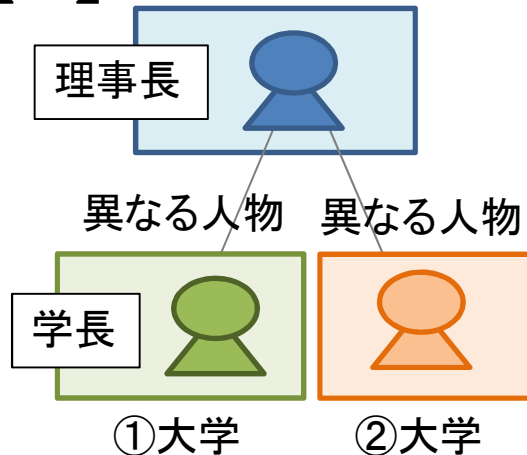 理事長
異なる人物 異なる人物
学長
①大学 ②大学